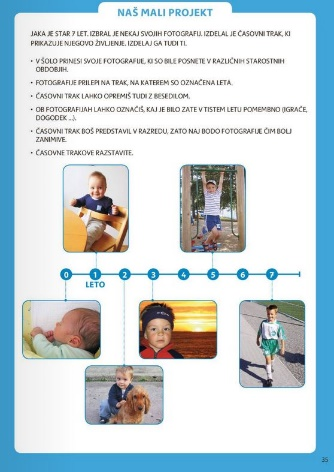 NAŠ MALI PROJEKT
JAKA JE STAR 7 LET. IZBRAL JE NEKAJ SVOJIH FOTOGRAFIJ. IZDELAL JE ČASOVNI TRAK, KI
PRIKAZUJE NJEGOVO ŽIVLJENJE. IZDELAJ GA TUDI TI.
• V ŠOLO PRINESI SVOJE FOTOGRAFIJE, KI SO BILE POSNETE V RAZLIČNIH STAROSTNIH
OBDOBJIH.
• FOTOGRAFIJE PRILEPI NA TRAK, NA KATEREM SO OZNAČENA LETA.
• ČASOVNI TRAK LAHKO OPREMIŠ TUDI Z BESEDILOM.
• OB FOTOGRAFIJAH LAHKO OZNAČIŠ, KAJ JE BILO ZATE V TISTEM LETU POMEMBNO (IGRAČE,
DOGODEK ...).
• ČASOVNI TRAK BOŠ PREDSTAVIL V RAZREDU, ZATO NAJ BODO FOTOGRAFIJE ČIM BOLJ
ZANIMIVE.
• ČASOVNE TRAKOVE RAZSTAVITE.
0 1 2 3 4 5 6 7
LETO
35